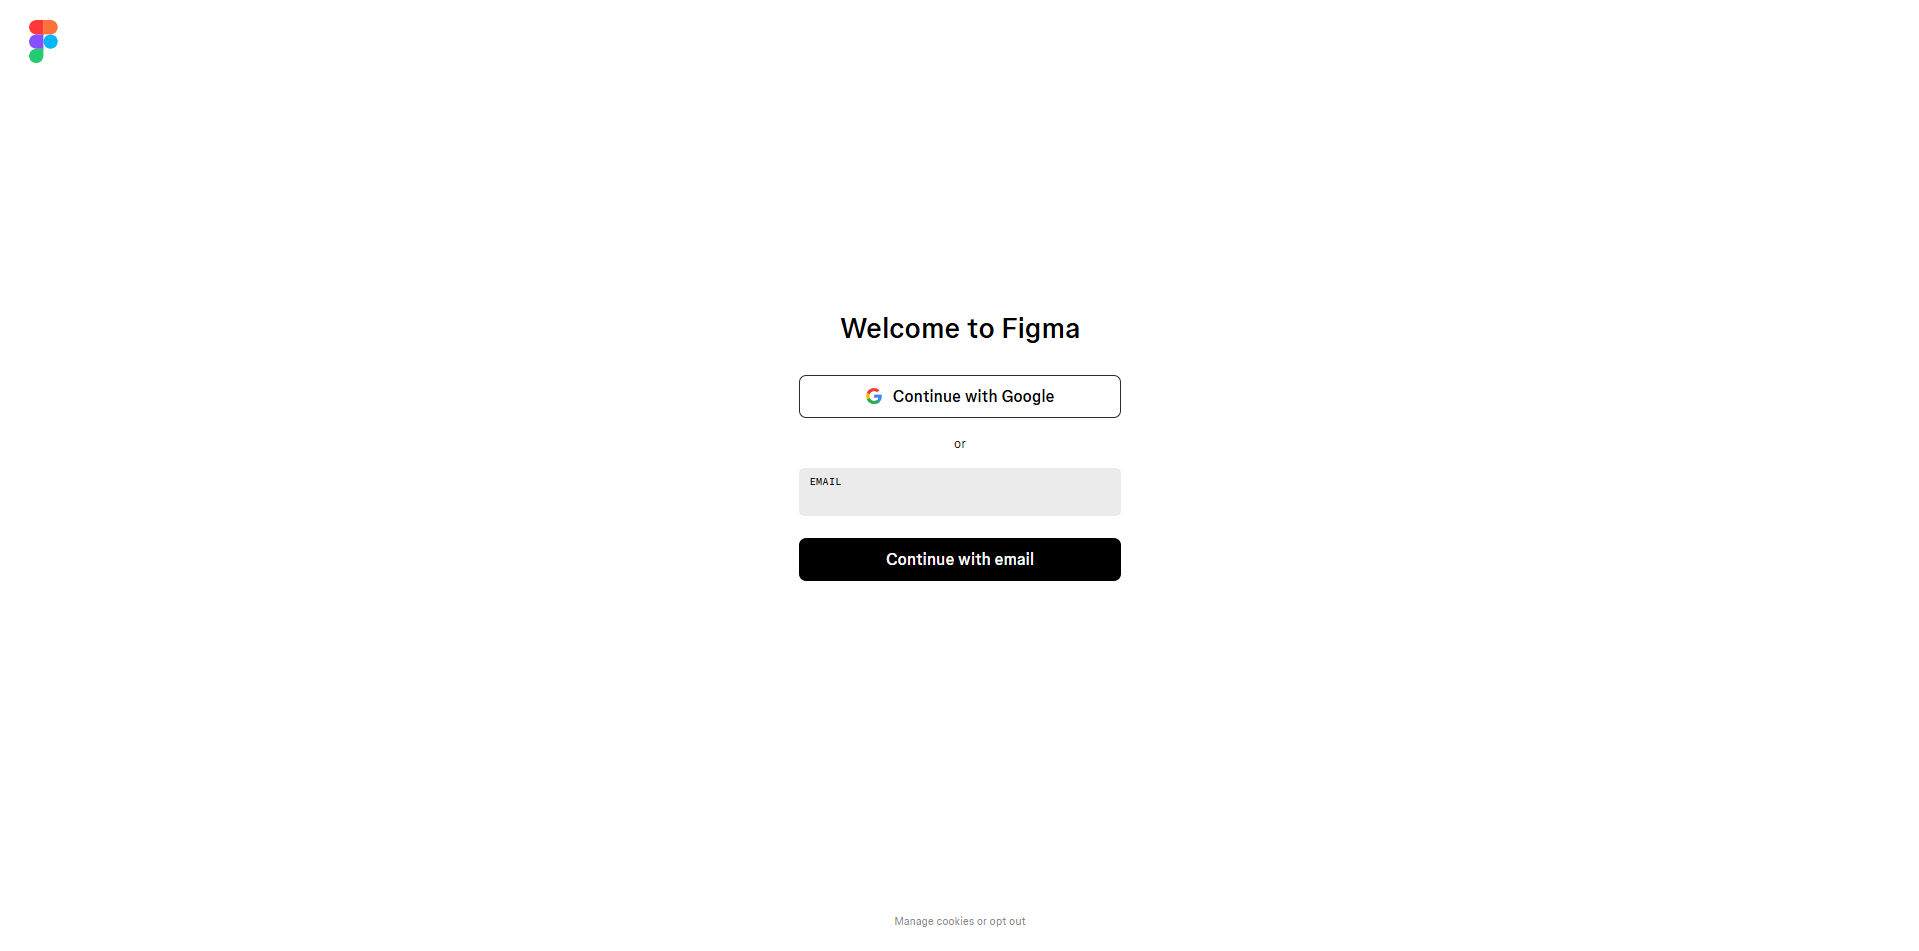 Welcome to Figma
Continue with Google
or
EMAIL
Continue with email
Manage cookies or opt out